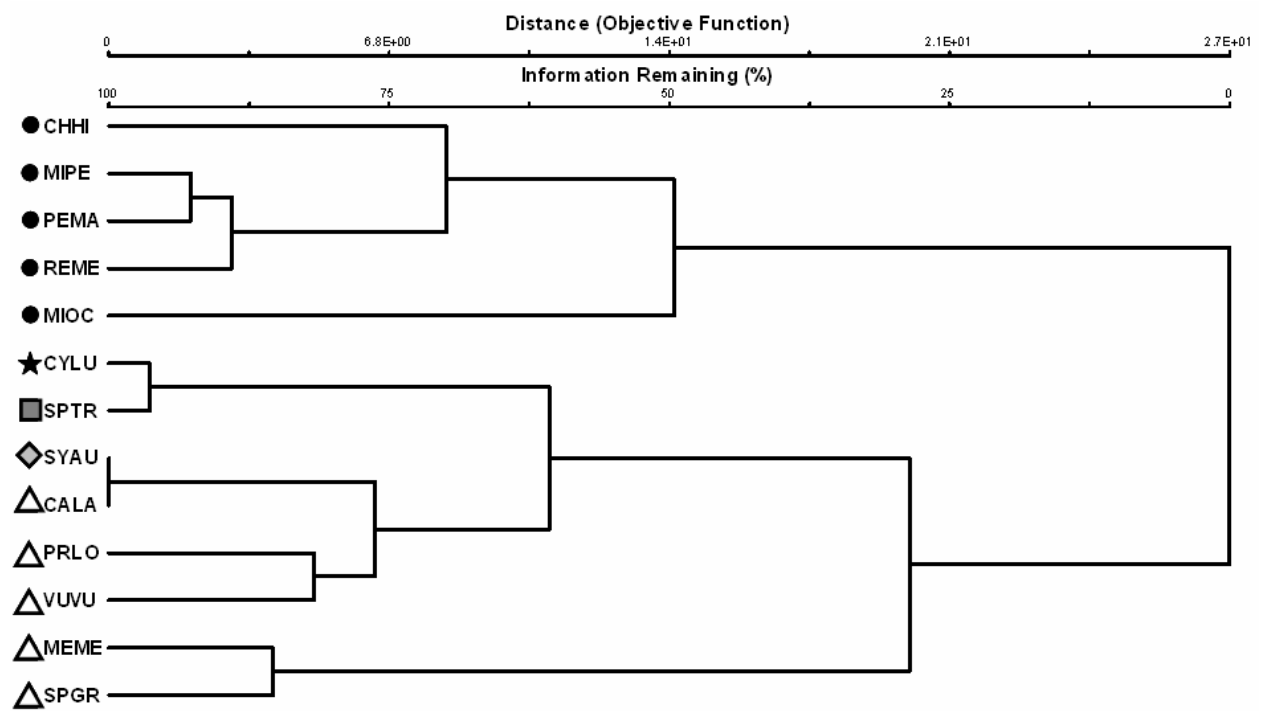 Distance (Objective Function)
0 6.8E+00 1.4E+01 2.1E+01 2.7E+01
Information Remaining (%)
100 75 50 25 0
CHHI
MIPE
PEMA
REME
MIOC
CYLU
SPTR
SYAU
CALA
PRLO
VUVU
MEME
SPGR